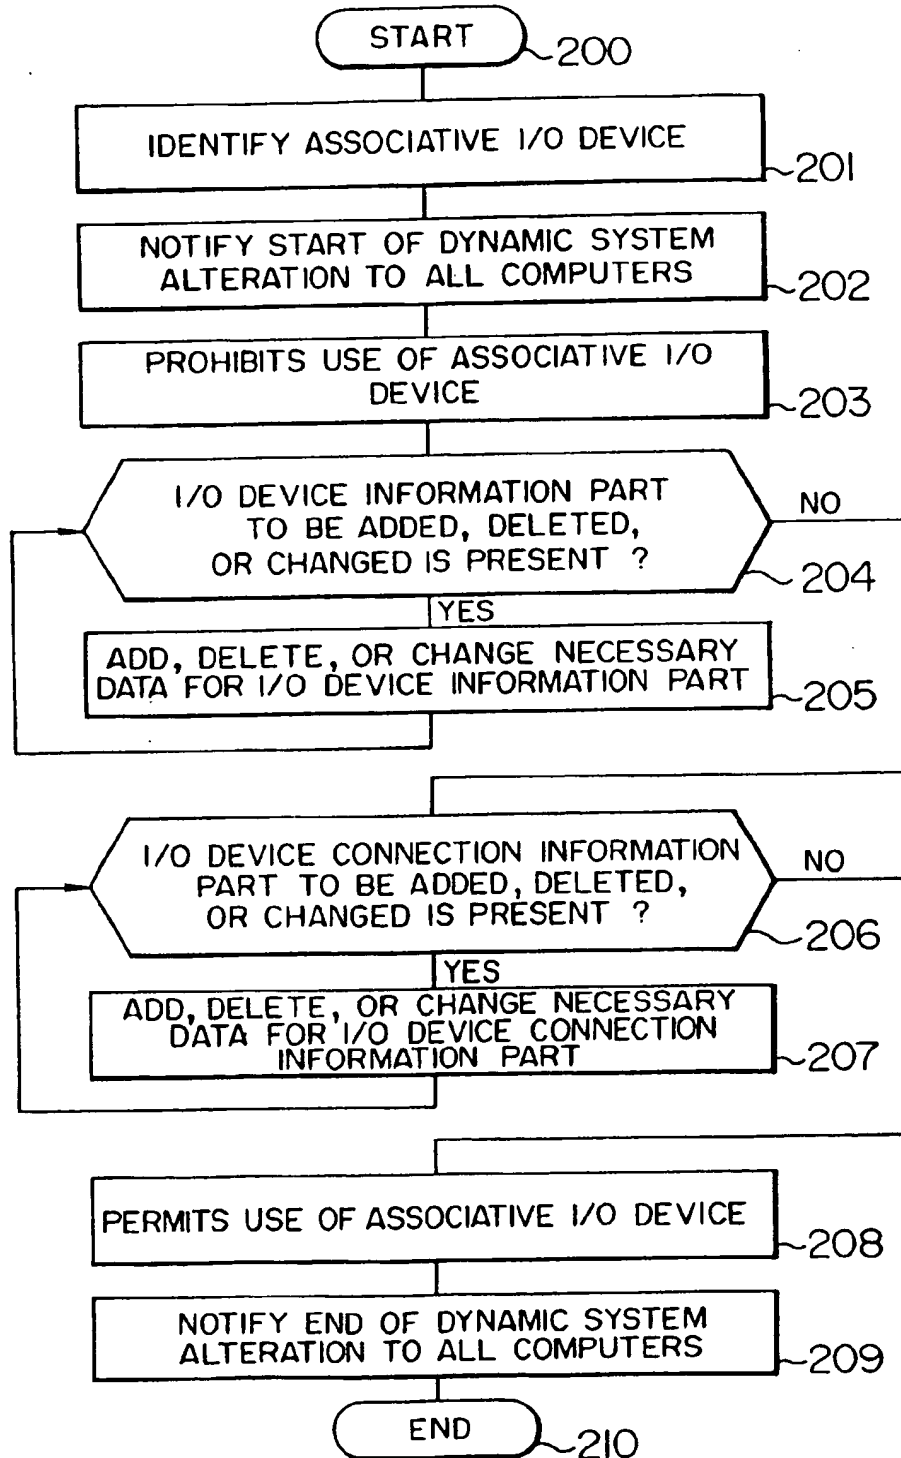 START
200
IDENTIFY ASSOCIATIVE I/O DEVICE
201
NOTIFY START OF DYNAMIC SYSTEM
ALTERATION TO ALL COMPUTERS
202
PROHIBITS USE OF ASSOCIATIVE I/O
DEVICE
203
I/O DEVICE INFORMATION PART
TO BE ADDED, DELETED,
OR CHANGED IS PRESENT ?
NO
204
YES
ADD, DELETE, OR CHANGE NECESSARY
DATA FOR I/O DEVICE INFORMATION PART
205
I/O DEVICE CONNECTION INFORMATION
PART TO BE ADDED, DELETED,
OR CHANGED IS PRESENT ?
NO
206
YES
ADD, DELETE, OR CHANGE NECESSARY
DATA FOR I/O DEVICE CONNECTION
INFORMATION PART
207
PERMITS USE OF ASSOCIATIVE I/O DEVICE
208
NOTIFY END OF DYNAMIC SYSTEM
ALTERATION TO ALL COMPUTERS
209
END
210